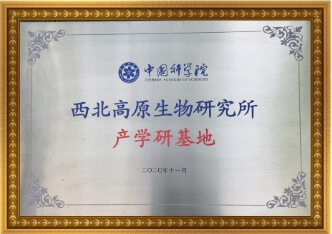 中国科学院
CHINESE ACADEMY OF SCIENCES
西北高原生物研究所
产学研基地
二〇二〇年十一月